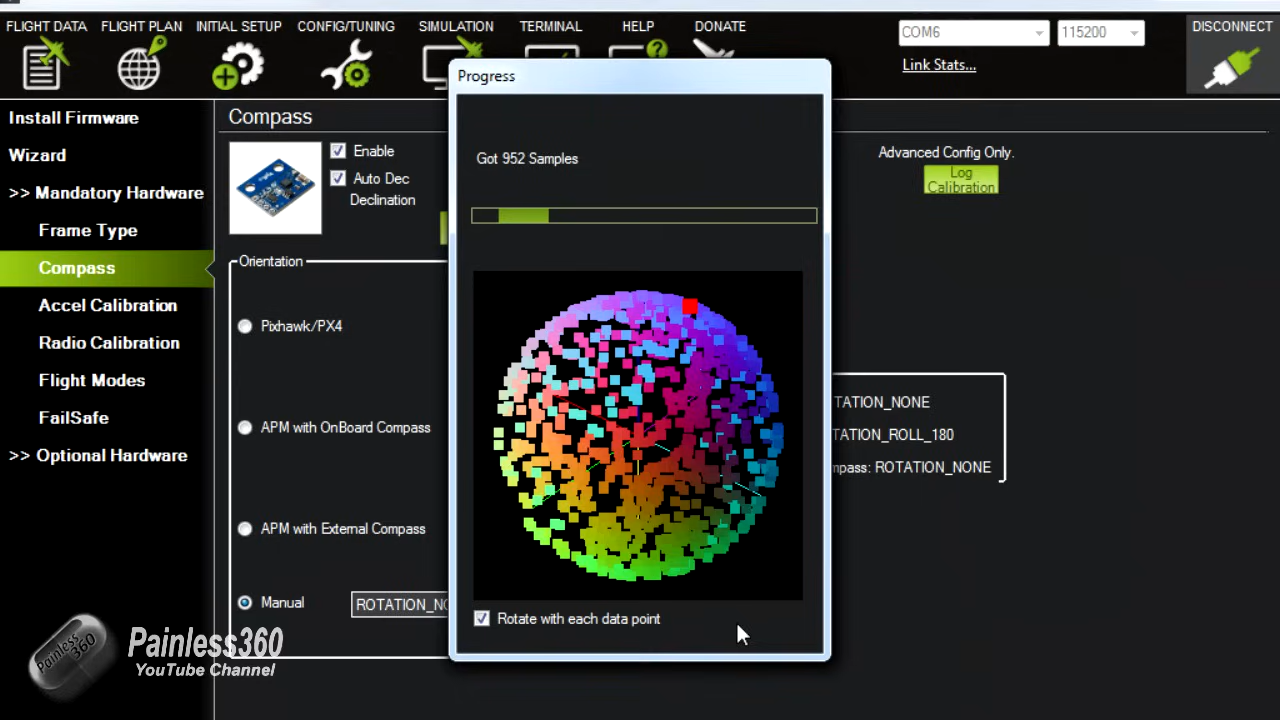 FLIGHT DATA FLIGHT PLAN INITIAL SETUP CONFIG/TUNING SIMULATION TERMINAL HELP DONATE
COM6 115200
DISCONNECT
Link Stats...
Progress
Install Firmware
Wizard
>> Mandatory Hardware
Frame Type
Compass
Accel Calibration
Radio Calibration
Flight Modes
FailSafe
>> Optional Hardware
Compass
Enable
Auto Dec
Declination
Orientation
Pixhawk/PX4
APM with OnBoard Compass
APM with External Compass
Manual
ROTATION_NO
Got 952 Samples
Rotate with each data point
Advanced Config Only.
Log
Calibration
TATION_NONE
TATION_ROLL_180
mpass: ROTATION_NONE
Painless360
Painless360
YouTube Channel